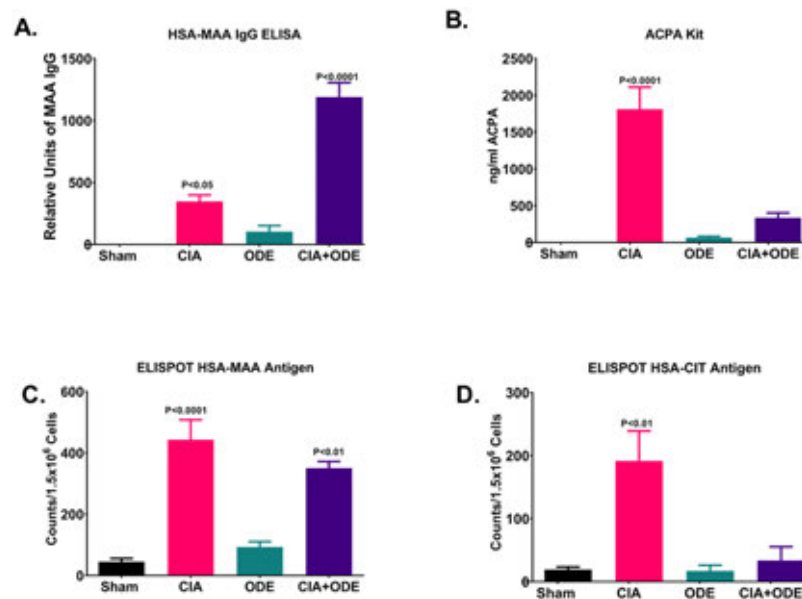 A.
HSA-MAA IgG ELISA
Relative Units of MAA IgG
1000
500
0
P<0.05
P<0.0001
Sham CIA ODE CIA+ODE
B.
ACPA Kit
ng/ml ACPA
2500
2000
1500
1000
500
0
P<0.0001
Sham CIA ODE CIA+ODE
C.
ELISPOT HSA-MAA Antigen
Counts/1.5x10⁶ Cells
600
400
200
0
P<0.0001
P<0.01
Sham CIA ODE CIA+ODE
D.
ELISPOT HSA-CIT Antigen
Counts/1.5x10⁶ Cells
300
200
100
0
P<0.01
Sham CIA ODE CIA+ODE